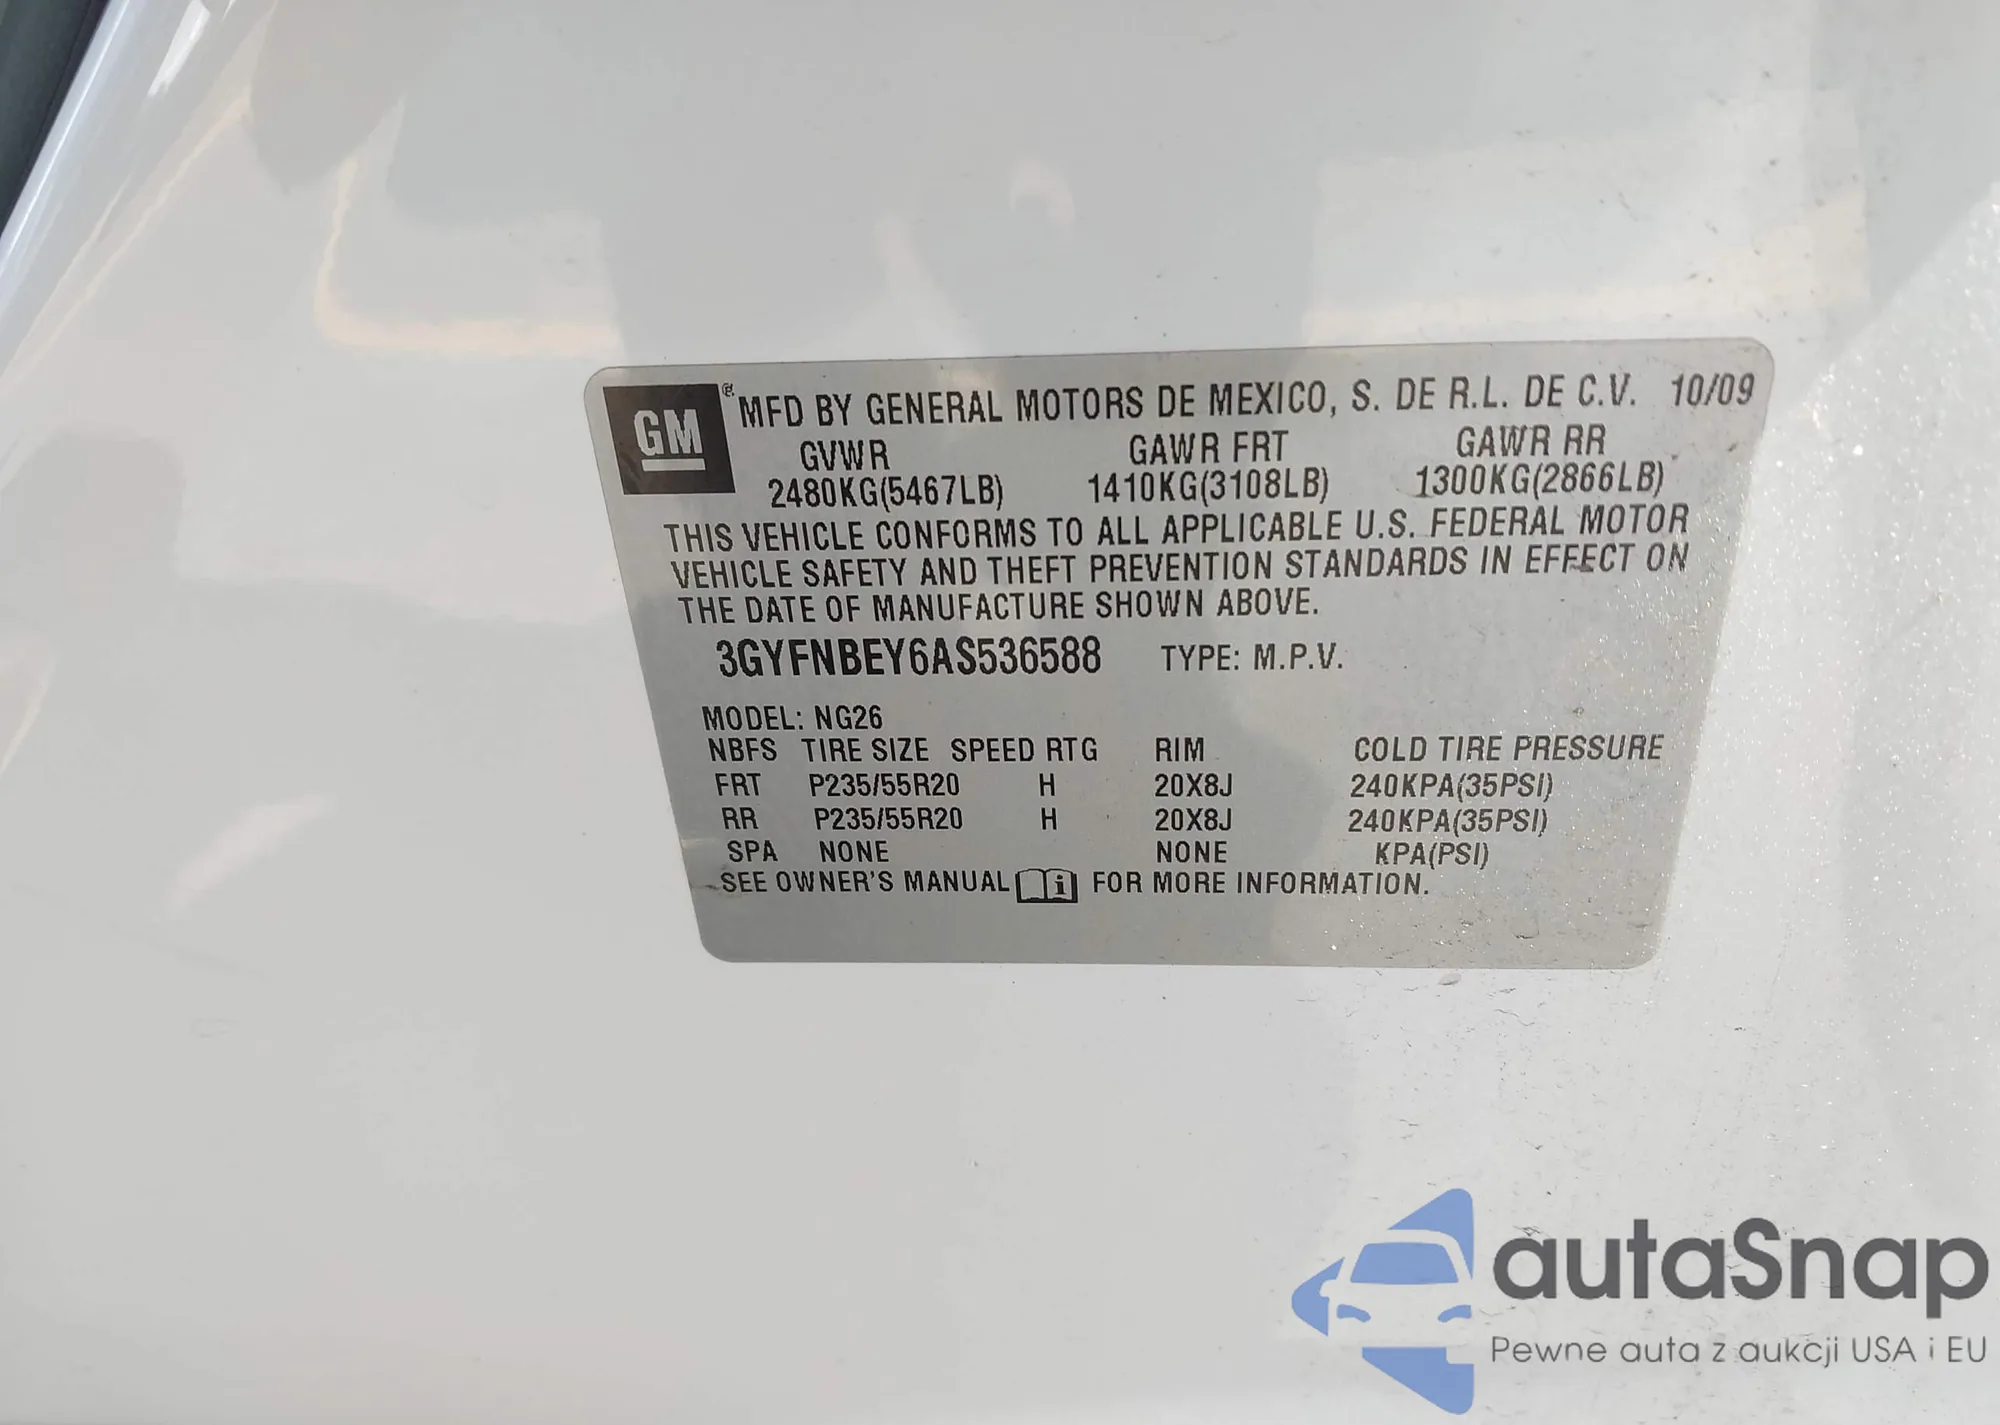 GM ® MFD BY GENERAL MOTORS DE MEXICO, S. DE R.L. DE C.V. 10/09
GVWR GAWR FRT GAWR RR
2480KG(5467LB) 1410KG(3108LB) 1300KG(2866LB)
THIS VEHICLE CONFORMS TO ALL APPLICABLE U.S. FEDERAL MOTOR
VEHICLE SAFETY AND THEFT PREVENTION STANDARDS IN EFFECT ON
THE DATE OF MANUFACTURE SHOWN ABOVE.
3GYFNBEY6AS536588 TYPE: M.P.V.
MODEL: NG26
NBFS TIRE SIZE SPEED RTG RIM COLD TIRE PRESSURE
FRT P235/55R20 H 20X8J 240KPA(35PSI)
RR P235/55R20 H 20X8J 240KPA(35PSI)
SPA NONE NONE KPA(PSI)
SEE OWNER'S MANUAL i FOR MORE INFORMATION.
autaSnap
Pewne auta z aukcji USA i EU